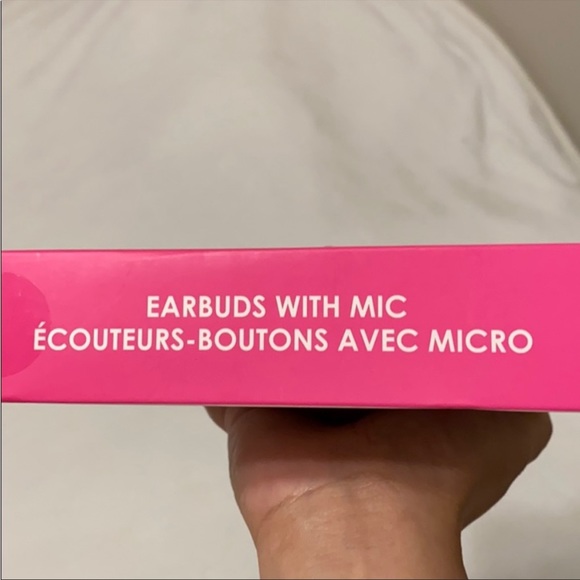 EARBUDS WITH MIC
ÉCOUTEURS-BOUTONS AVEC MICRO